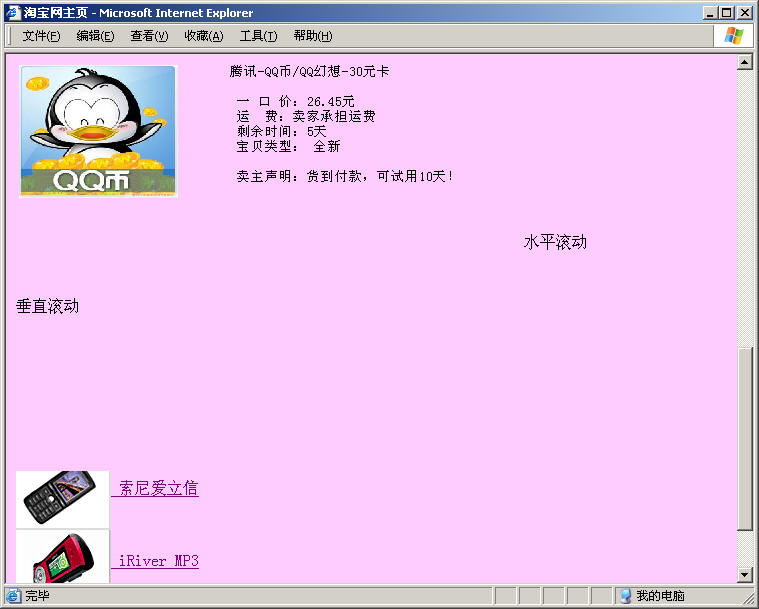 淘宝网主页 - Microsoft Internet Explorer
文件(F) 编辑(E) 查看(V) 收藏(A) 工具(T) 帮助(H)
QQ币
腾讯-QQ币/QQ幻想-30元卡
一 口 价: 26.45元
运 费: 卖家承担运费
剩余时间: 5天
宝贝类型: 全新
卖主声明: 货到付款, 可试用10天!
水平滚动
垂直滚动
索尼爱立信
iRiver MP3
完毕 我的电脑